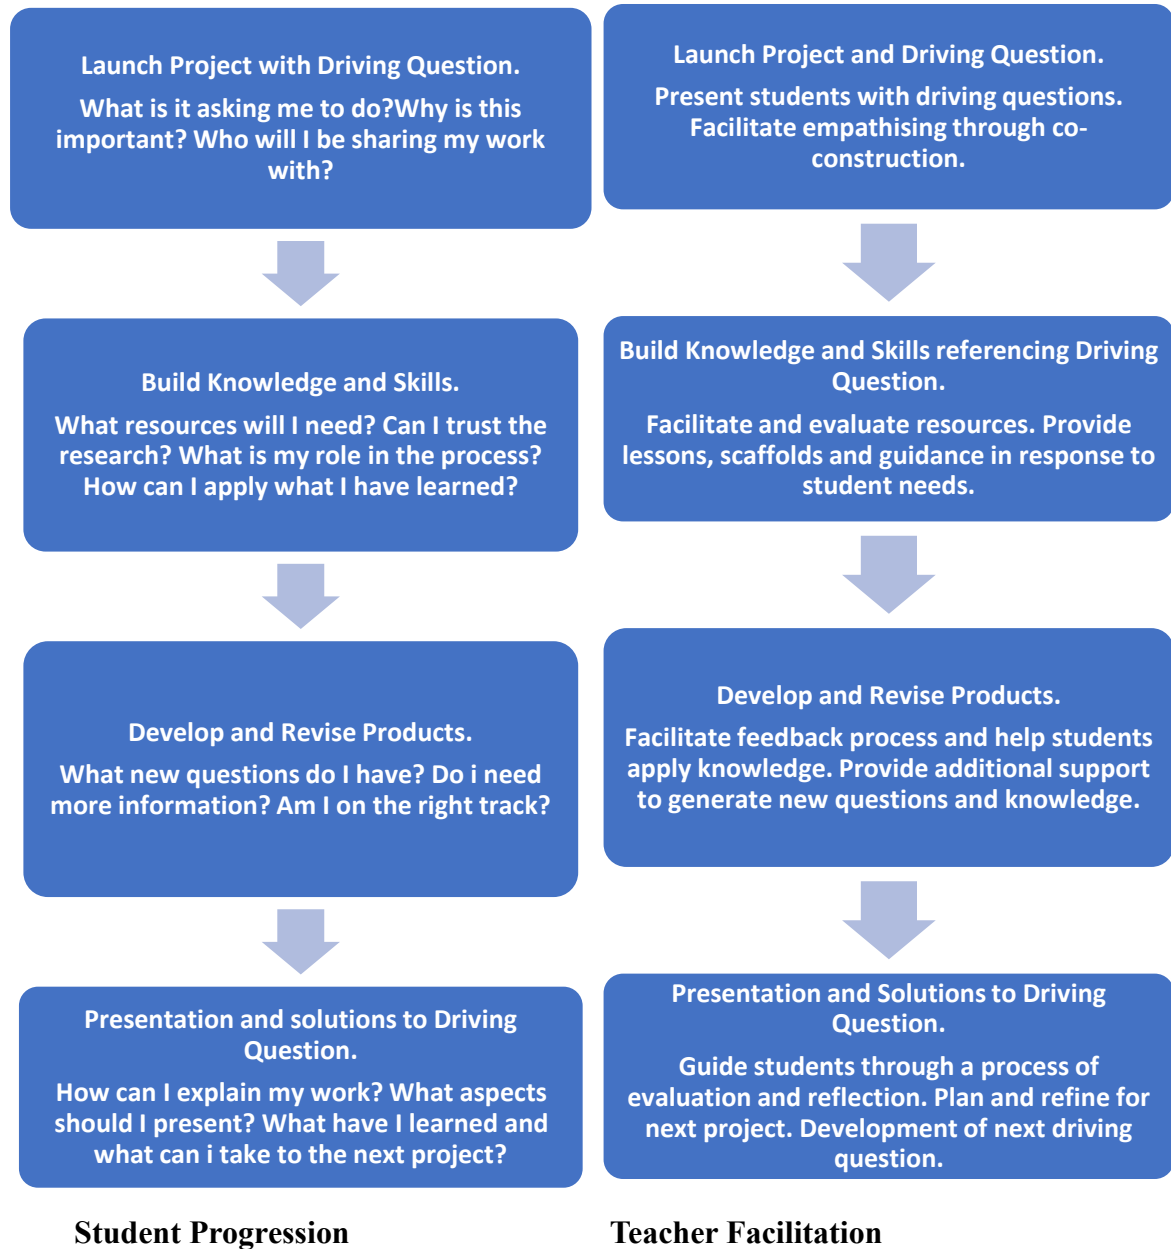 Launch Project with Driving Question.
What is it asking me to do?Why is this
important? Who will I be sharing my work
with?
Build Knowledge and Skills.
What resources will I need? Can I trust the
research? What is my role in the process?
How can I apply what I have learned?
Develop and Revise Products.
What new questions do I have? Do i need
more information? Am I on the right track?
Presentation and solutions to Driving
Question.
How can I explain my work? What aspects
should I present? What have I learned and
what can i take to the next project?
Student Progression
Launch Project and Driving Question.
Present students with driving questions.
Facilitate empathising through co-
construction.
Build Knowledge and Skills referencing Driving
Question.
Facilitate and evaluate resources. Provide
lessons, scaffolds and guidance in response to
student needs.
Develop and Revise Products.
Facilitate feedback process and help students
apply knowledge. Provide additional support
to generate new questions and knowledge.
Presentation and Solutions to Driving
Question.
Guide students through a process of
evaluation and reflection. Plan and refine for
next project. Development of next driving
question.
Teacher Facilitation